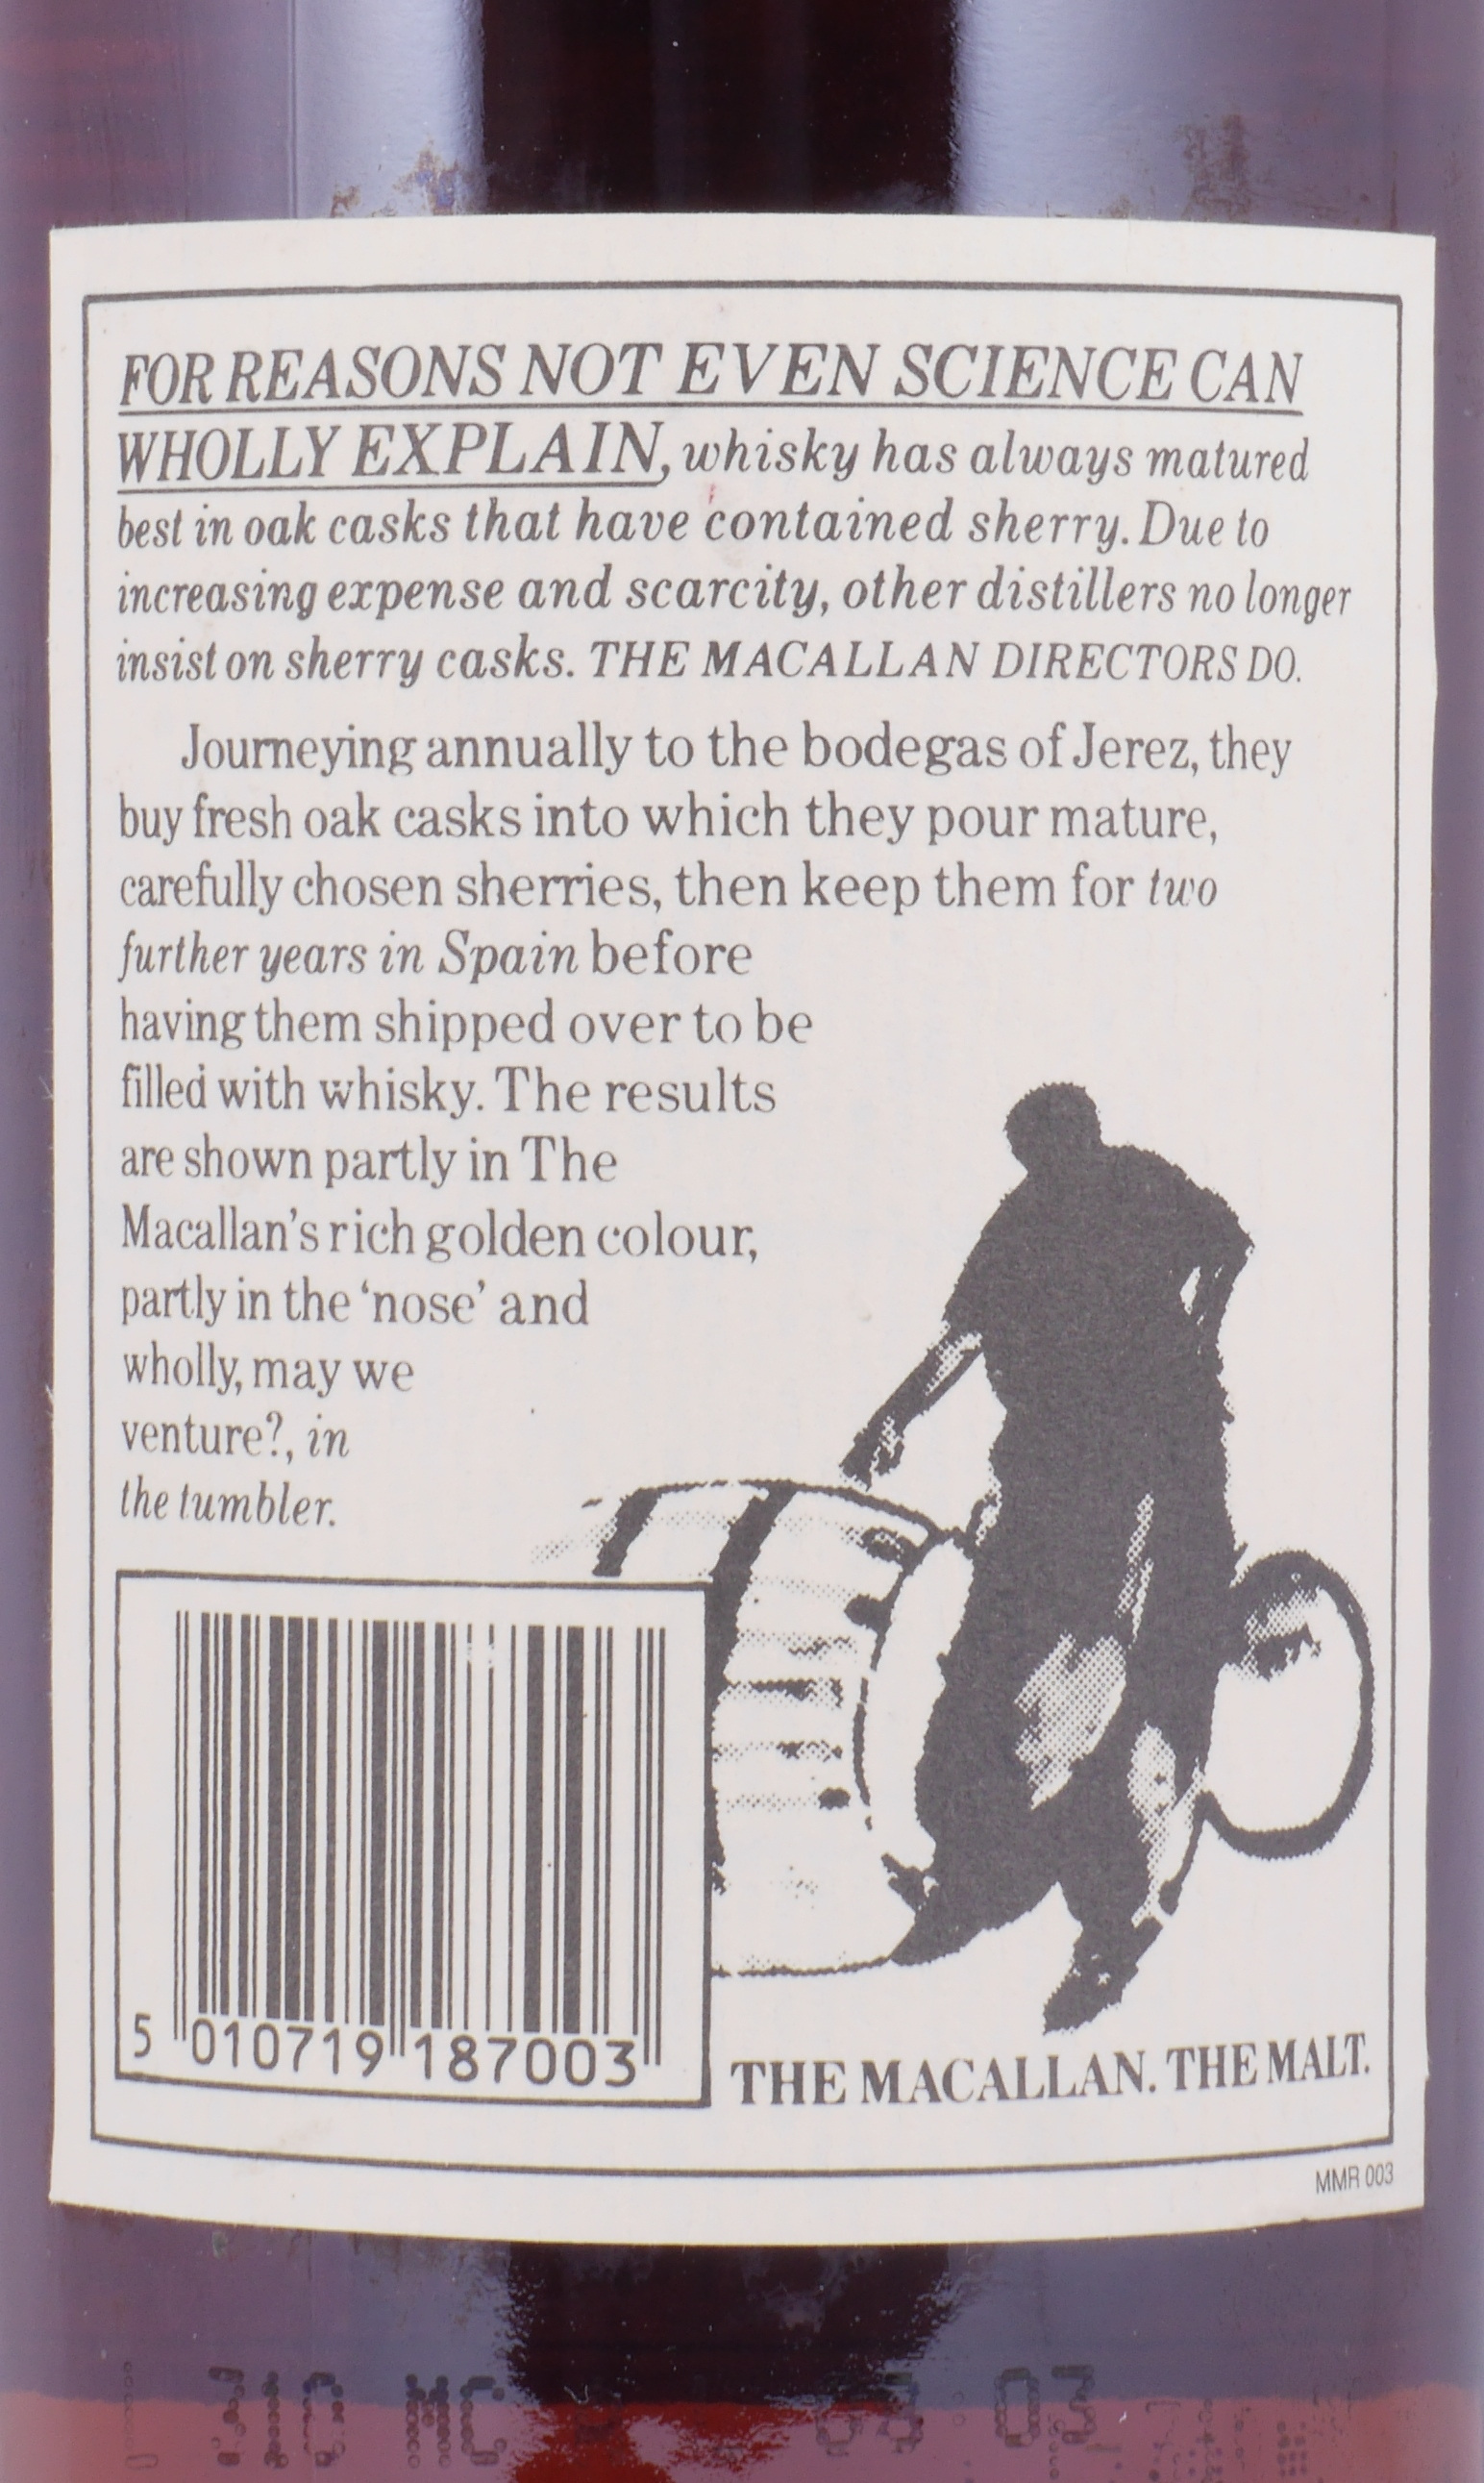 FOR REASONS NOT EVEN SCIENCE CAN
WHOLLY EXPLAIN, whisky has always matured
best in oak casks that have contained sherry. Due to
increasing expense and scarcity, other distillers no longer
insist on sherry casks. THE MACALLAN DIRECTORS DO.
Journeying annually to the bodegas of Jerez, they
buy fresh oak casks into which they pour mature,
carefully chosen sherries, then keep them for two
further years in Spain before
having them shipped over to be
filled with whisky. The results
are shown partly in The
Macallan's rich golden colour,
partly in the ‘nose’ and
wholly, may we
venture?, in
the tumbler.
5 010719 187003
THE MACALLAN. THE MALT.
MMR 003